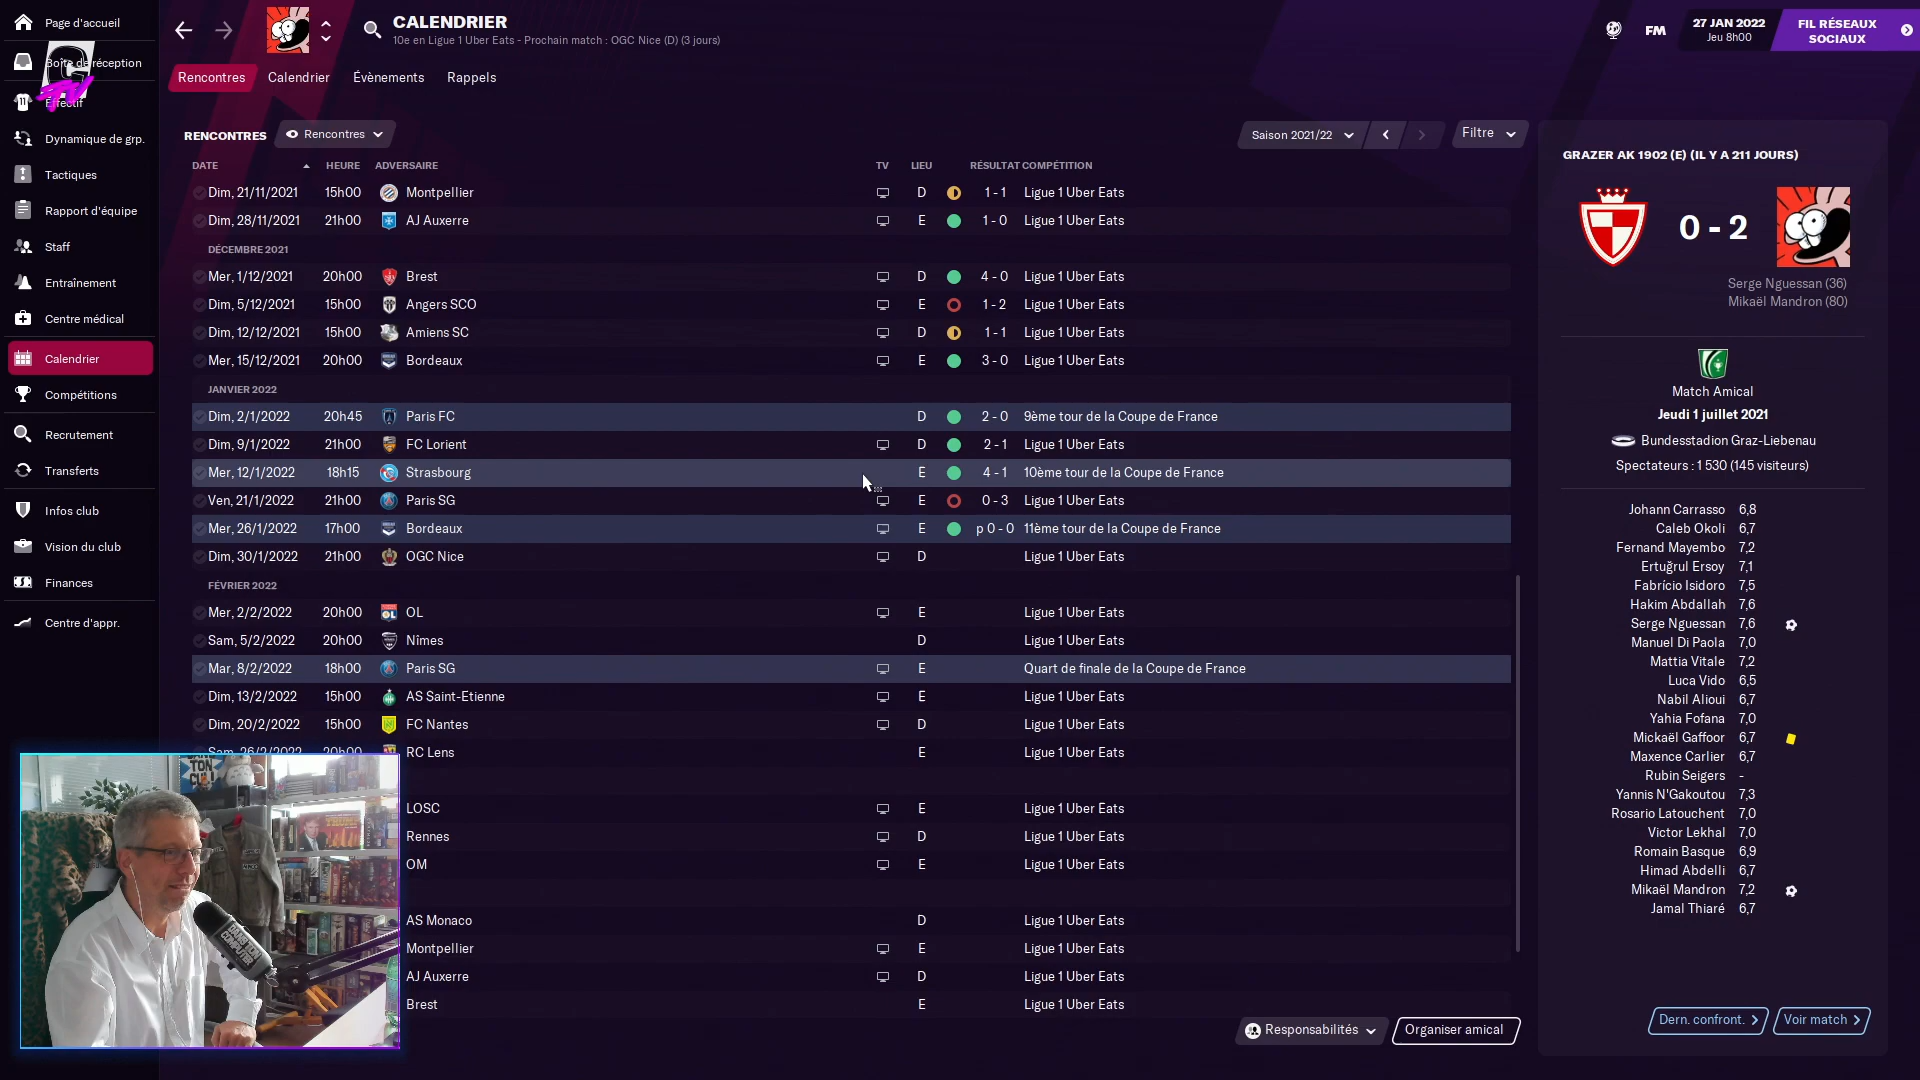 Page d'accueil
Boîte de réception
Effectif
Dynamique de grp.
Tactiques
Rapport d'équipe
Staff
Entraînement
Centre médical
Calendrier
Compétitions
Recrutement
Transferts
Infos club
Vision du club
Finances
Centre d'appr.
CALENDRIER
10e en Ligue 1 Uber Eats - Prochain match : OGC Nice (D) (3 jours)
FM
27 JAN 2022
Jeu 8h00
FIL RÉSEAUX
SOCIAUX
Rencontres Calendrier Évènements Rappels
RENCONTRES Rencontres Saison 2021/22 Filtre
DATE HEURE ADVERSAIRE TV LIEU RÉSULTAT COMPÉTITION
Dim, 21/11/2021 15h00 Montpellier D 1 - 1 Ligue 1 Uber Eats
Dim, 28/11/2021 21h00 AJ Auxerre E 1 - 0 Ligue 1 Uber Eats
DÉCEMBRE 2021
Mer, 1/12/2021 20h00 Brest D 4 - 0 Ligue 1 Uber Eats
Dim, 5/12/2021 15h00 Angers SCO E 1 - 2 Ligue 1 Uber Eats
Dim, 12/12/2021 15h00 Amiens SC D 1 - 1 Ligue 1 Uber Eats
Mer, 15/12/2021 20h00 Bordeaux E 3 - 0 Ligue 1 Uber Eats
JANVIER 2022
Dim, 2/1/2022 20h45 Paris FC D 2 - 0 9ème tour de la Coupe de France
Dim, 9/1/2022 21h00 FC Lorient D 2 - 1 Ligue 1 Uber Eats
Mer, 12/1/2022 18h15 Strasbourg E 4 - 1 10ème tour de la Coupe de France
Ven, 21/1/2022 21h00 Paris SG E 0 - 3 Ligue 1 Uber Eats
Mer, 26/1/2022 17h00 Bordeaux E p 0 - 0 11ème tour de la Coupe de France
Dim, 30/1/2022 21h00 OGC Nice D Ligue 1 Uber Eats
FÉVRIER 2022
Mer, 2/2/2022 20h00 OL E Ligue 1 Uber Eats
Sam, 5/2/2022 20h00 Nîmes D Ligue 1 Uber Eats
Mar, 8/2/2022 18h00 Paris SG E Quart de finale de la Coupe de France
Dim, 13/2/2022 15h00 AS Saint-Etienne E Ligue 1 Uber Eats
Dim, 20/2/2022 15h00 FC Nantes D Ligue 1 Uber Eats
Sam, 26/2/2022 20h00 RC Lens E Ligue 1 Uber Eats
LOSC E Ligue 1 Uber Eats
Rennes D Ligue 1 Uber Eats
OM E Ligue 1 Uber Eats
AS Monaco D Ligue 1 Uber Eats
Montpellier E Ligue 1 Uber Eats
AJ Auxerre D Ligue 1 Uber Eats
Brest E Ligue 1 Uber Eats
Responsabilités Organiser amical
GRAZER AK 1902 (E) (IL Y A 211 JOURS)
0 - 2
Serge Nguessan (36)
Mikaël Mandron (80)
Match Amical
Jeudi 1 juillet 2021
Bundesstadion Graz-Liebenau
Spectateurs : 1 530 (145 visiteurs)
Johann Carrasso 6,8
Caleb Okoli 6,7
Fernand Mayembo 7,2
Ertuğrul Ersoy 7,1
Fabrício Isidoro 7,5
Hakim Abdallah 7,6
Serge Nguessan 7,6
Manuel Di Paola 7,0
Mattia Vitale 7,2
Luca Vido 6,5
Nabil Alioui 6,7
Yahia Fofana 7,0
Mickaël Gaffoor 6,7
Maxence Carlier 6,7
Rubin Seigers -
Yannis N'Gakoutou 7,3
Rosario Latouchent 7,0
Victor Lekhal 7,0
Romain Basque 6,9
Himad Abdelli 6,7
Mikaël Mandron 7,2
Jamal Thiaré 6,7
Dern. confront. Voir match
DANS TON COMPUTER